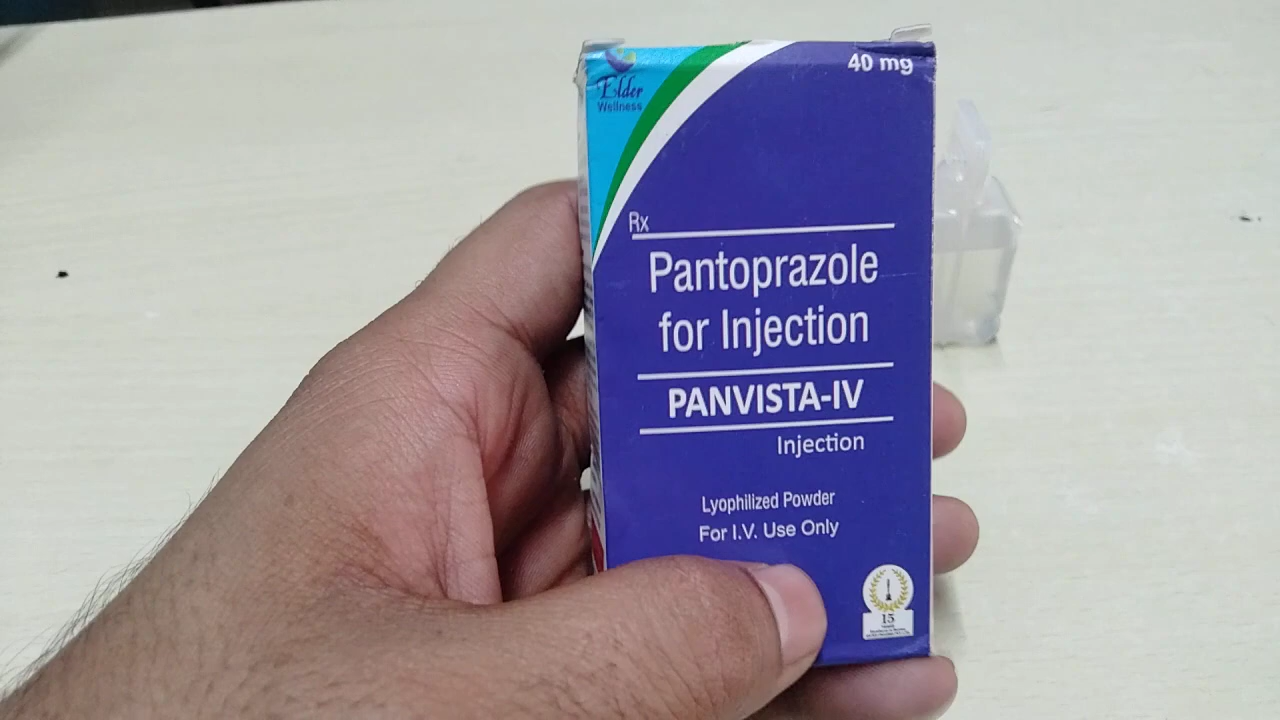 Elder
Wellness
40 mg
Rx
Pantoprazole
for Injection
PANVISTA-IV
Injection
Lyophilized Powder
For I.V. Use Only
15